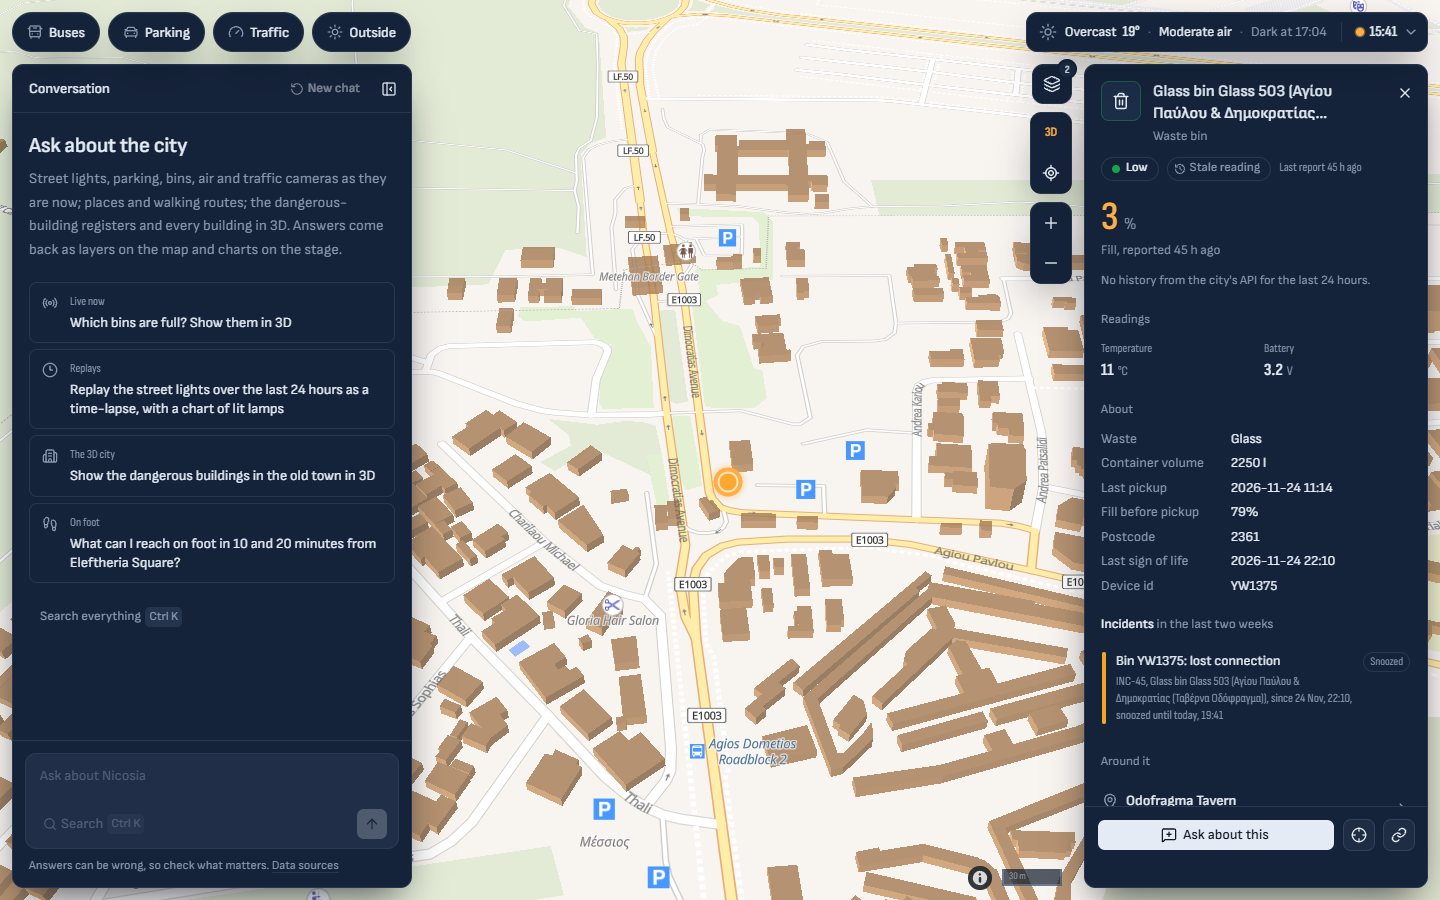 Buses
Parking
Traffic
Outside
Overcast 19° · Moderate air · Dark at 17:04
15:41
Conversation
New chat
Ask about the city
Street lights, parking, bins, air and traffic cameras as they
are now; places and walking routes; the dangerous-
building registers and every building in 3D. Answers come
back as layers on the map and charts on the stage.
Live now
Which bins are full? Show them in 3D
Replays
Replay the street lights over the last 24 hours as a
time-lapse, with a chart of lit lamps
The 3D city
Show the dangerous buildings in the old town in 3D
On foot
What can I reach on foot in 10 and 20 minutes from
Eleftheria Square?
Search everything Ctrl K
Ask about Nicosia
Search Ctrl K
Answers can be wrong, so check what matters. Data sources
LF.50
LF.50
LF.50
P
Metehan Border Gate
E1003
Dimocratias Avenue
Andrea Kariou
P
Andrea Patsalidi
Dimocratias Avenue
P
Charilaou Michael
E1003
Agiou Pavlou
E10
E1003
Gloria Hair Salon
Thali
Sophias
E1003
Agios Dometios
Roadblock 2
Thali
P
Μέσσιος
P
30 m
2
3D
Glass bin Glass 503 (Αγίου
Παύλου & Δημοκρατίας...
Waste bin
Low
Stale reading
Last report 45 h ago
3 %
Fill, reported 45 h ago
No history from the city's API for the last 24 hours.
Readings
Temperature
Battery
11 °C
3.2 V
About
Waste Glass
Container volume 2250 l
Last pickup 2026-11-24 11:14
Fill before pickup 79%
Postcode 2361
Last sign of life 2026-11-24 22:10
Device id YW1375
Incidents in the last two weeks
Bin YW1375: lost connection
Snoozed
INC-45, Glass bin Glass 503 (Αγίου Παύλου &
Δημοκρατίας (Ταβέρνα Οδόφραγμα)), since 24 Nov, 22:10,
snoozed until today, 19:41
Around it
Odofragma Tavern
Ask about this